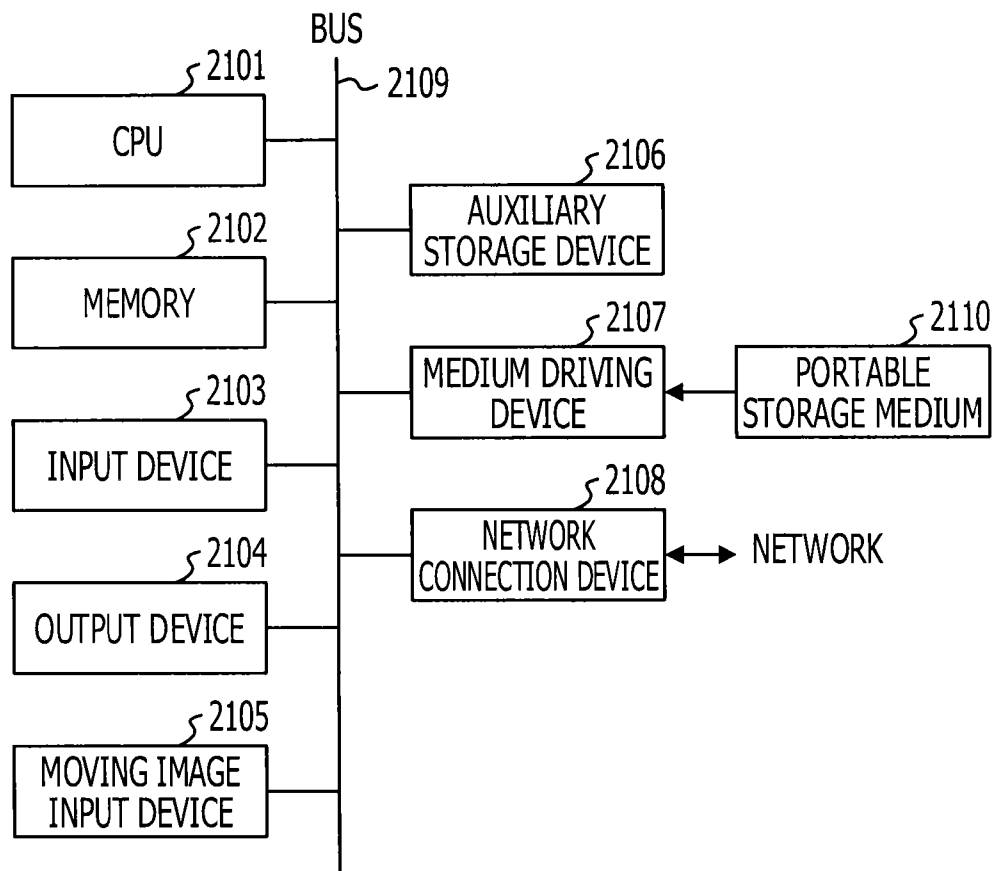 BUS
2109
2101
CPU
2102
MEMORY
2103
INPUT DEVICE
2104
OUTPUT DEVICE
2105
MOVING IMAGE
INPUT DEVICE
2106
AUXILIARY
STORAGE DEVICE
2107
MEDIUM DRIVING
DEVICE
2110
PORTABLE
STORAGE MEDIUM
2108
NETWORK
CONNECTION DEVICE
NETWORK